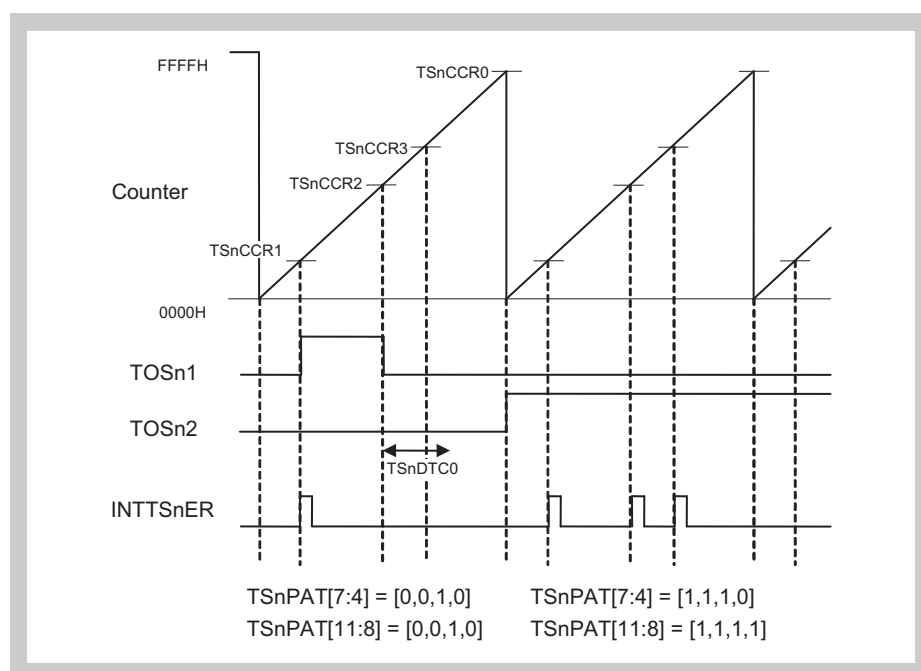 FFFFH
TSnCCR0
TSnCCR3
TSnCCR2
Counter
TSnCCR1
0000H
TOSn1
TOSn2
TSnDTC0
INTTSnER
TSnPAT[7:4] = [0,0,1,0]
TSnPAT[11:8] = [0,0,1,0]
TSnPAT[7:4] = [1,1,1,0]
TSnPAT[11:8] = [1,1,1,1]